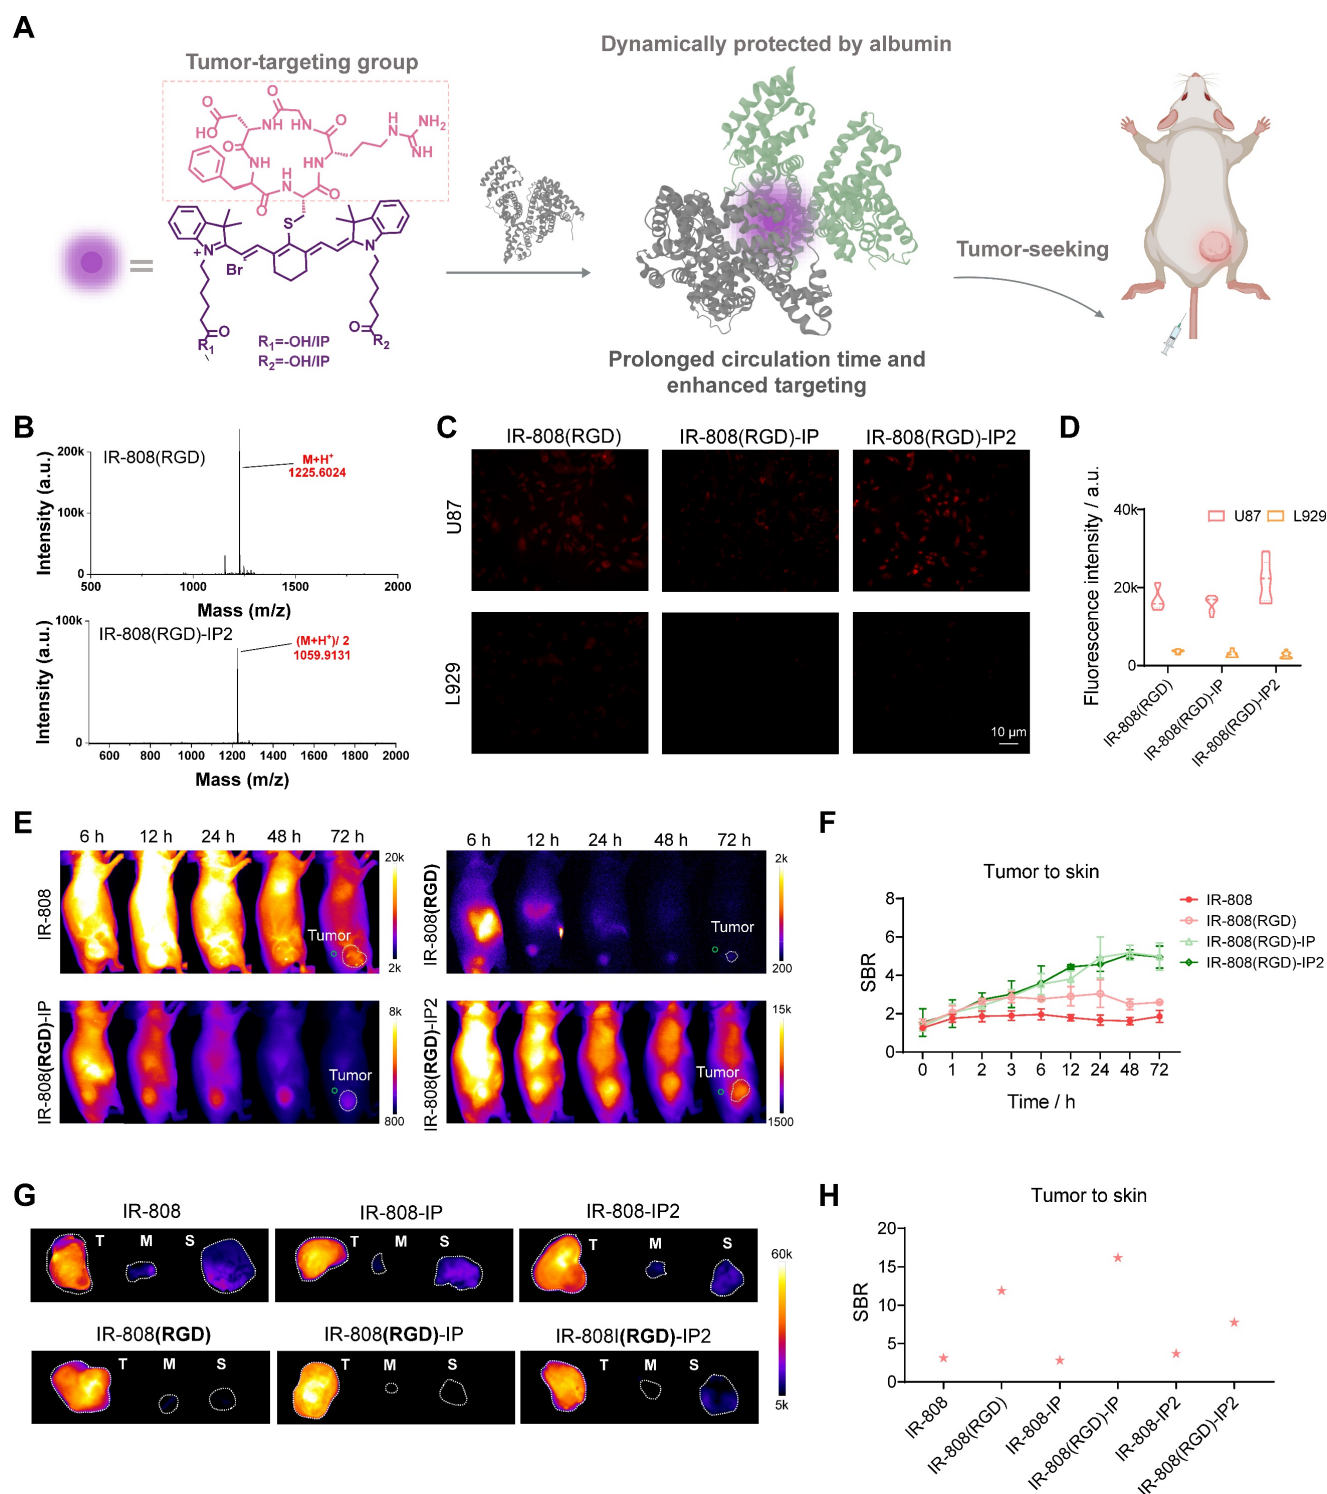 A
Tumor-targeting group
Dynamically protected by albumin
O
O
HO
NH
HN
O
H
N
NH2
NH
O
NH
HN
H
N
O
O
S
N
+
Br
N
O
R1
O
R2
R1=-OH/IP
R2=-OH/IP
=
Tumor-seeking
Prolonged circulation time and
enhanced targeting
B
IR-808(RGD)
M+H+
1225.6024
Intensity (a.u.)
200k
100k
0
500 1000 1500 2000
Mass (m/z)
IR-808(RGD)-IP2
(M+H+)/ 2
1059.9131
Intensity (a.u.)
100k
0
600 800 1000 1200 1400 1600 1800 2000
Mass (m/z)
C
IR-808(RGD) IR-808(RGD)-IP IR-808(RGD)-IP2
U87
L929
10 μm
D
Fluorescence intensity / a.u.
40k
20k
0
U87 L929
IR-808(RGD)
IR-808(RGD)-IP
IR-808(RGD)-IP2
E
6 h 12 h 24 h 48 h 72 h
IR-808
Tumor
20k
2k
6 h 12 h 24 h 48 h 72 h
IR-808(RGD)
Tumor
2k
200
IR-808(RGD)-IP
Tumor
8k
800
IR-808(RGD)-IP2
Tumor
15k
1500
F
Tumor to skin
SBR
8
6
4
2
0
0 1 2 3 6 12 24 48 72
Time / h
IR-808
IR-808(RGD)
IR-808(RGD)-IP
IR-808(RGD)-IP2
G
IR-808 IR-808-IP IR-808-IP2
T M S T M S T M S
IR-808(RGD) IR-808(RGD)-IP IR-808I(RGD)-IP2
T M S T M S T M S
60k
5k
H
Tumor to skin
SBR
20
15
10
5
0
IR-808
IR-808(RGD)
IR-808-IP
IR-808(RGD)-IP
IR-808-IP2
IR-808(RGD)-IP2